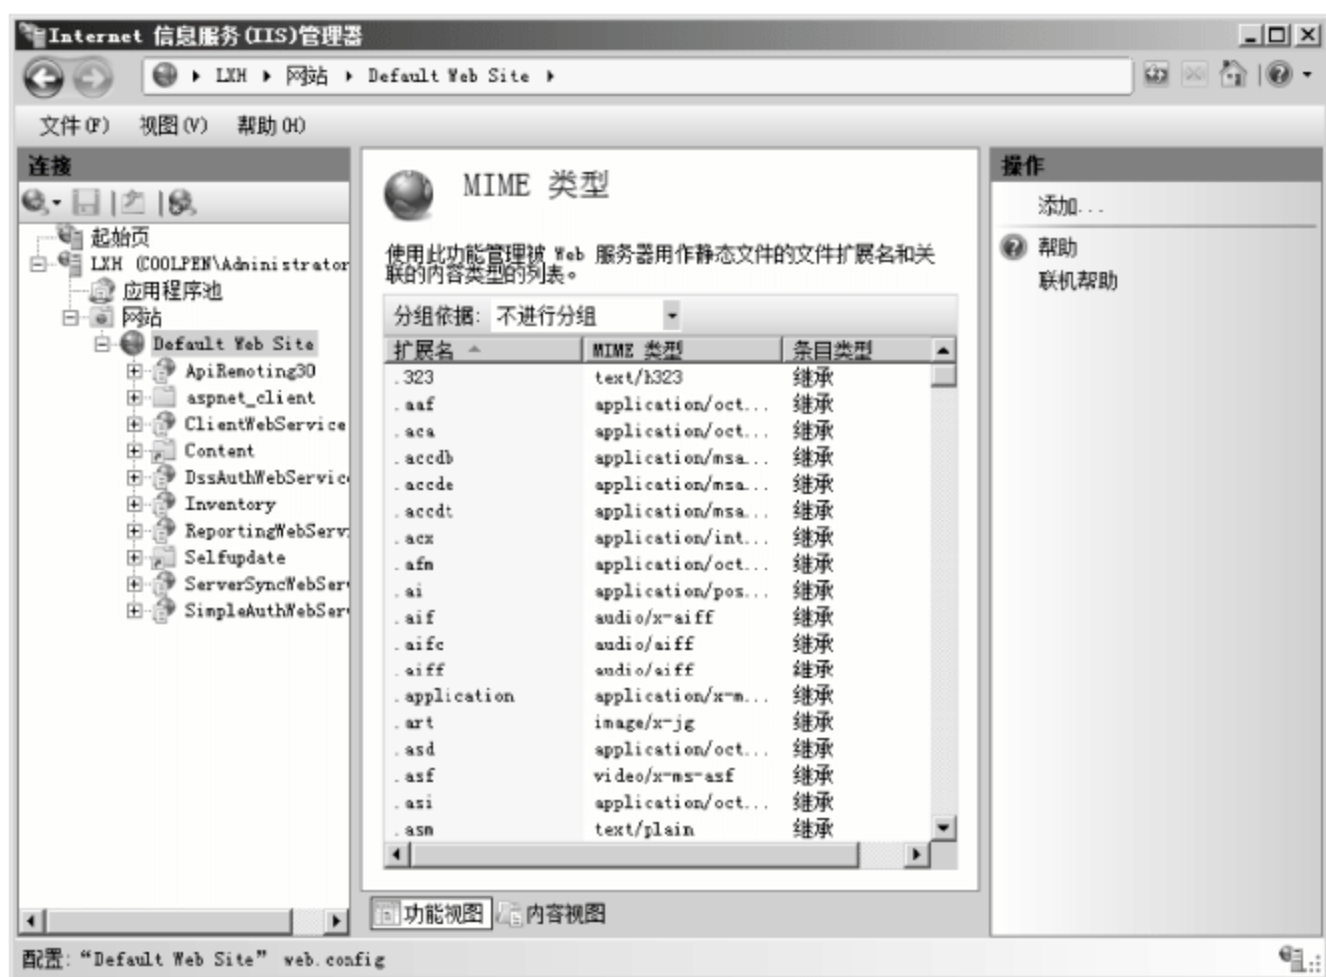 Internet 信息服务(IIS)管理器
LXH 网站 Default Web Site
文件(F) 视图(V) 帮助(H)
连接
起始页
LXH (COOLPEN\Administrator
应用程序池
网站
Default Web Site
ApiRemoting30
aspnet_client
ClientWebService
Content
DssAuthWebServic
Inventory
ReportingWebServ
Selfupdate
ServerSyncWebSer
SimpleAuthWebSer
MIME 类型
使用此功能管理被 Web 服务器用作静态文件的文件扩展名和关
联的内容类型的列表。
分组依据: 不进行分组
扩展名 MIME 类型 条目类型
.323 text/h323 继承
.aaf application/oct... 继承
.aca application/oct... 继承
.accdb application/msa... 继承
.accde application/msa... 继承
.accdt application/msa... 继承
.acx application/int... 继承
.afm application/oct... 继承
.ai application/pos... 继承
.aif audio/x-aiff 继承
.aifc audio/aiff 继承
.aiff audio/aiff 继承
.application application/x-m... 继承
.art image/x-jg 继承
.asd application/oct... 继承
.asf video/x-ms-asf 继承
.asi application/oct... 继承
.asm text/plain 继承
功能视图 内容视图
操作
添加...
帮助
联机帮助
配置:“Default Web Site” web.config